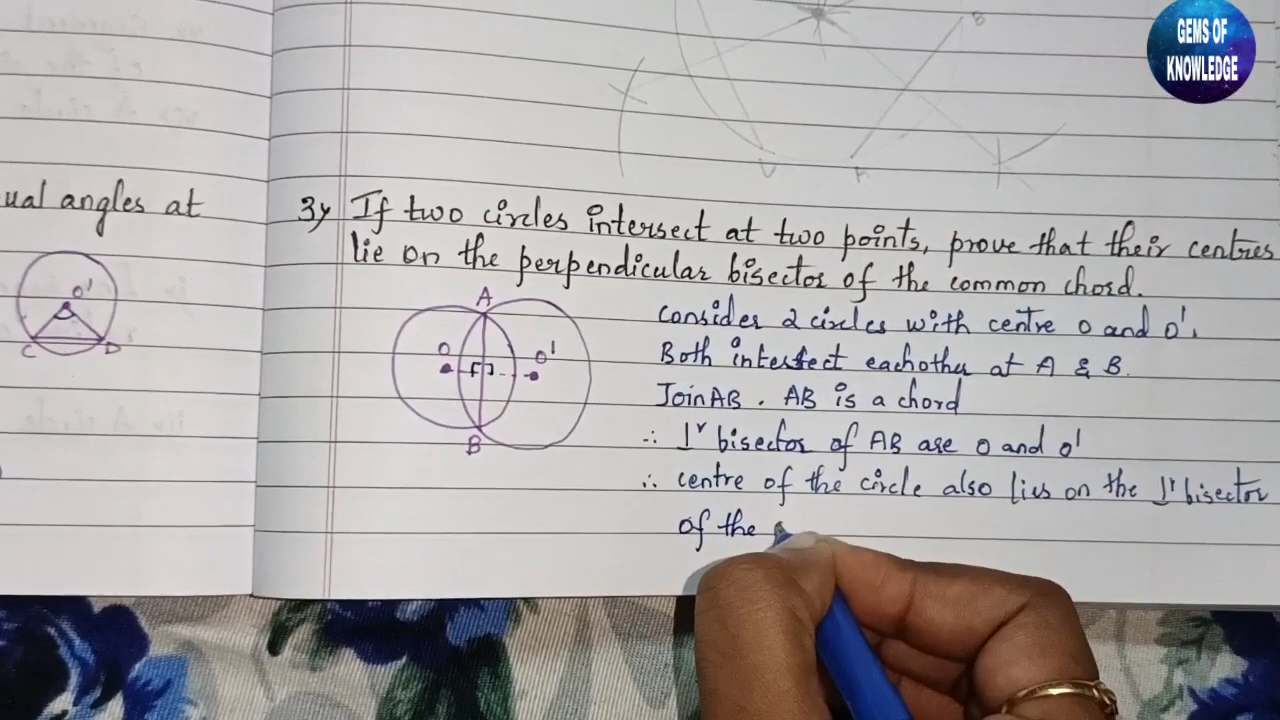 GEMS OF
KNOWLEDGE
B
ual angles at
O'
C
D
3y If two circles intersect at two points, prove that their centres
lie on the perpendicular bisector of the common chord.
A
O
O'
B
Consider 2 circles with centre O and O'.
Both intersect eachother at A & B.
Join AB. AB is a chord
∴ ⊥r bisector of AB are O and O'
∴ centre of the circle also lies on the ⊥r bisector
of the